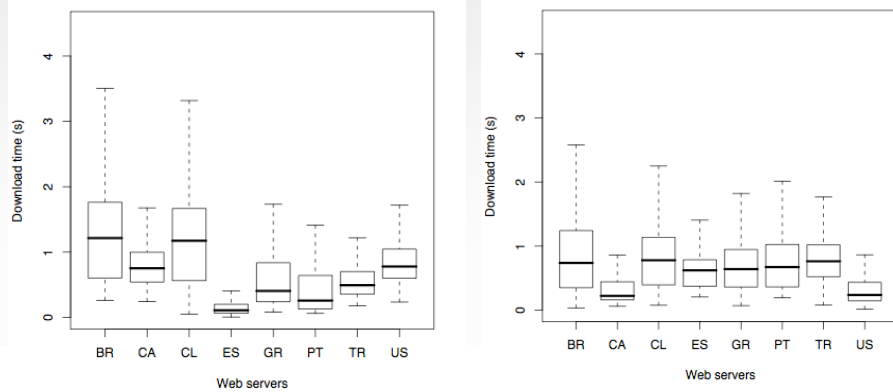 Download time (s)
4
3
2
1
0
BR CA CL ES GR PT TR US
Web servers
Download time (s)
4
3
2
1
0
BR CA CL ES GR PT TR US
Web servers